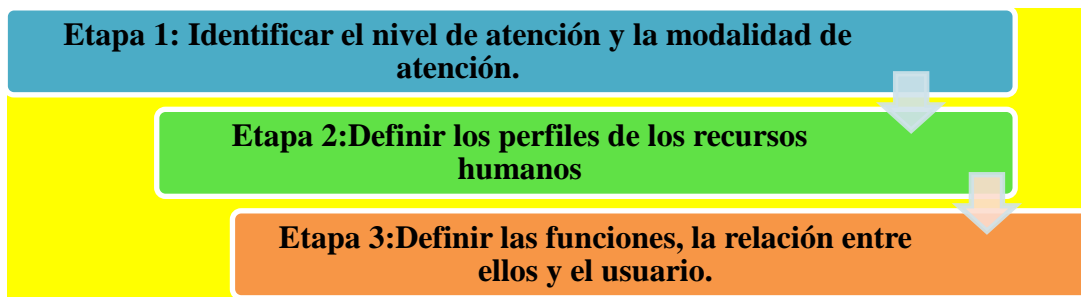 Etapa 1: Identificar el nivel de atención y la modalidad de
atención.
Etapa 2:Definir los perfiles de los recursos
humanos
Etapa 3:Definir las funciones, la relación entre
ellos y el usuario.